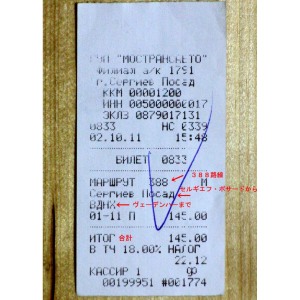 ГУП "МОСТРАНСАВТО"
Филиал а/к 1791
г.Сергиев Посад
ККМ 00001200
ИНН 005000000017
ЭКЛЗ 0879017131
0833 НС 0339
02.10.11 15:48
БИЛЕТ 0833
МАРШРУТ 388 М ３８８路線
Сергиев Посад セルギエフ・ポサードから
ВДНХ ヴェーデンハーまで
01-11 П 145.00
ИТОГ 合計 145.00
В ТЧ 18.00% НАЛОГ
22.12
КАССИР 1 ФР
00199951 #001774